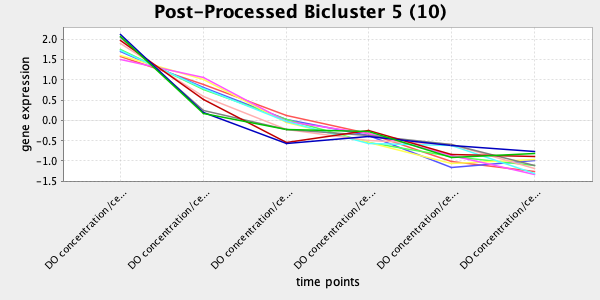 Post-Processed Bicluster 5 (10)
gene expression
2.0
1.5
1.0
0.5
0.0
-0.5
-1.0
-1.5
DO concentration/ce...
DO concentration/ce...
DO concentration/ce...
DO concentration/ce...
DO concentration/ce...
DO concentration/ce...
time points